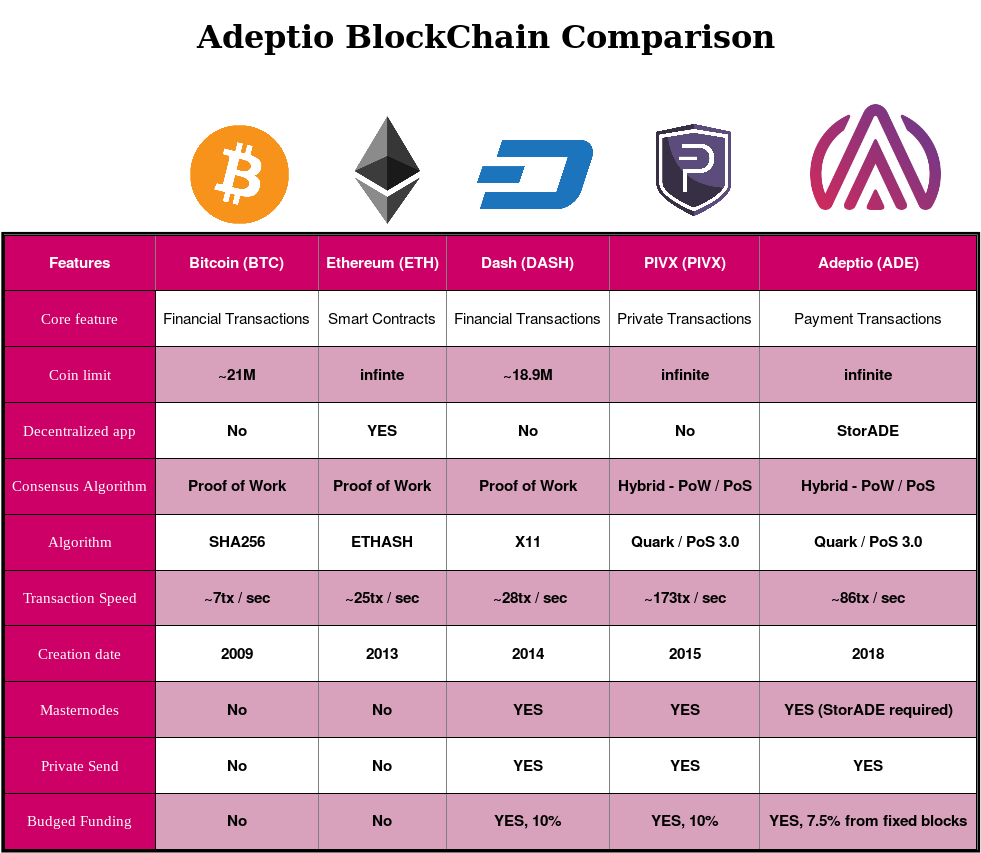 Adeptio BlockChain Comparison
Features Bitcoin (BTC) Ethereum (ETH) Dash (DASH) PIVX (PIVX) Adeptio (ADE)
Core feature Financial Transactions Smart Contracts Financial Transactions Private Transactions Payment Transactions
Coin limit ~21M infinte ~18.9M infinite infinite
Decentralized app No YES No No StorADE
Consensus Algorithm Proof of Work Proof of Work Proof of Work Hybrid - PoW / PoS Hybrid - PoW / PoS
Algorithm SHA256 ETHASH X11 Quark / PoS 3.0 Quark / PoS 3.0
Transaction Speed ~7tx / sec ~25tx / sec ~28tx / sec ~173tx / sec ~86tx / sec
Creation date 2009 2013 2014 2015 2018
Masternodes No No YES YES YES (StorADE required)
Private Send No No YES YES YES
Budged Funding No No YES, 10% YES, 10% YES, 7.5% from fixed blocks